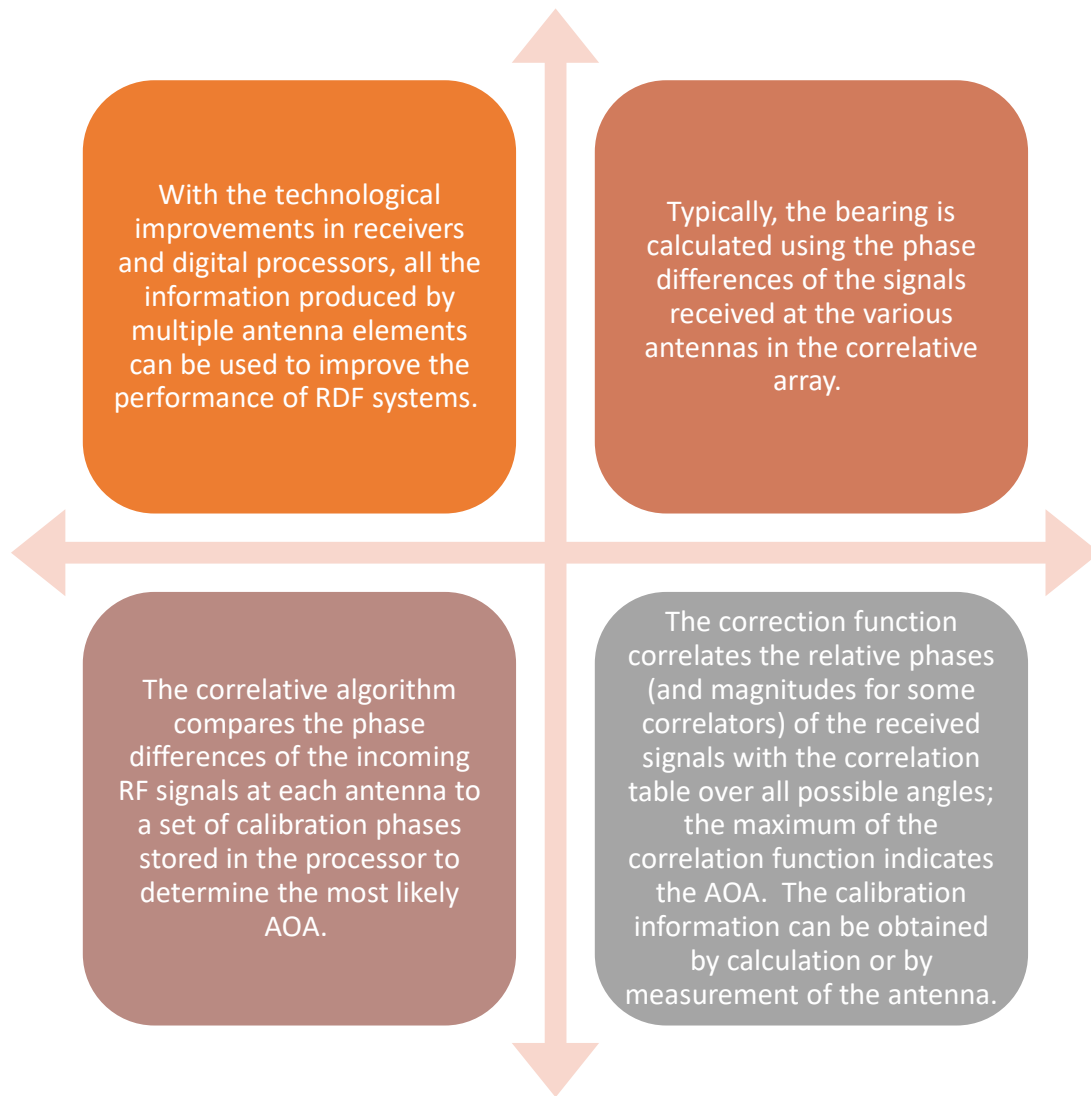 With the technological
improvements in receivers
and digital processors, all the
information produced by
multiple antenna elements
can be used to improve the
performance of RDF systems.
Typically, the bearing is
calculated using the phase
differences of the signals
received at the various
antennas in the correlative
array.
The correlative algorithm
compares the phase
differences of the incoming
RF signals at each antenna to
a set of calibration phases
stored in the processor to
determine the most likely
AOA.
The correction function
correlates the relative phases
(and magnitudes for some
correlators) of the received
signals with the correlation
table over all possible angles;
the maximum of the
correlation function indicates
the AOA.  The calibration
information can be obtained
by calculation or by
measurement of the antenna.